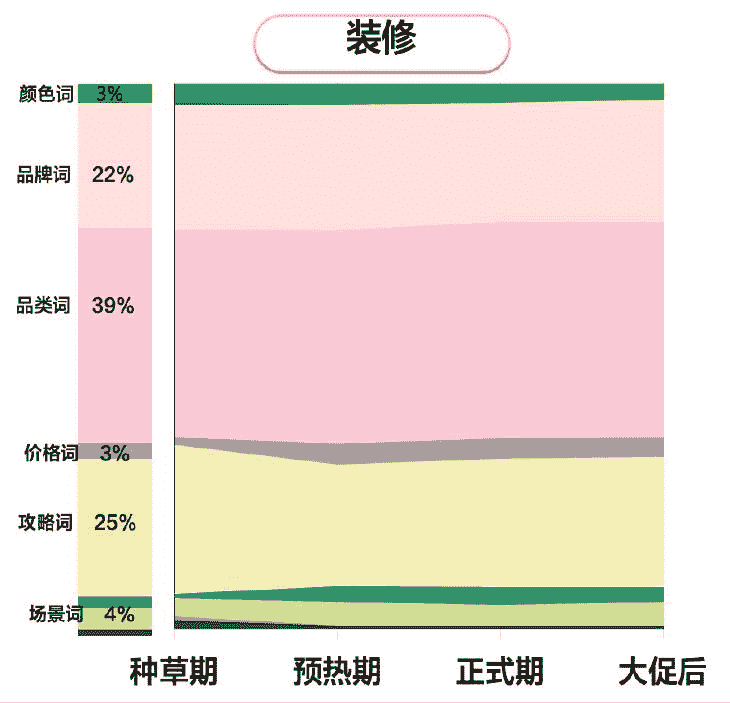 装修
颜色词 3%
品牌词 22%
品类词 39%
价格词 3%
攻略词 25%
场景词 4%
种草期 预热期 正式期 大促后